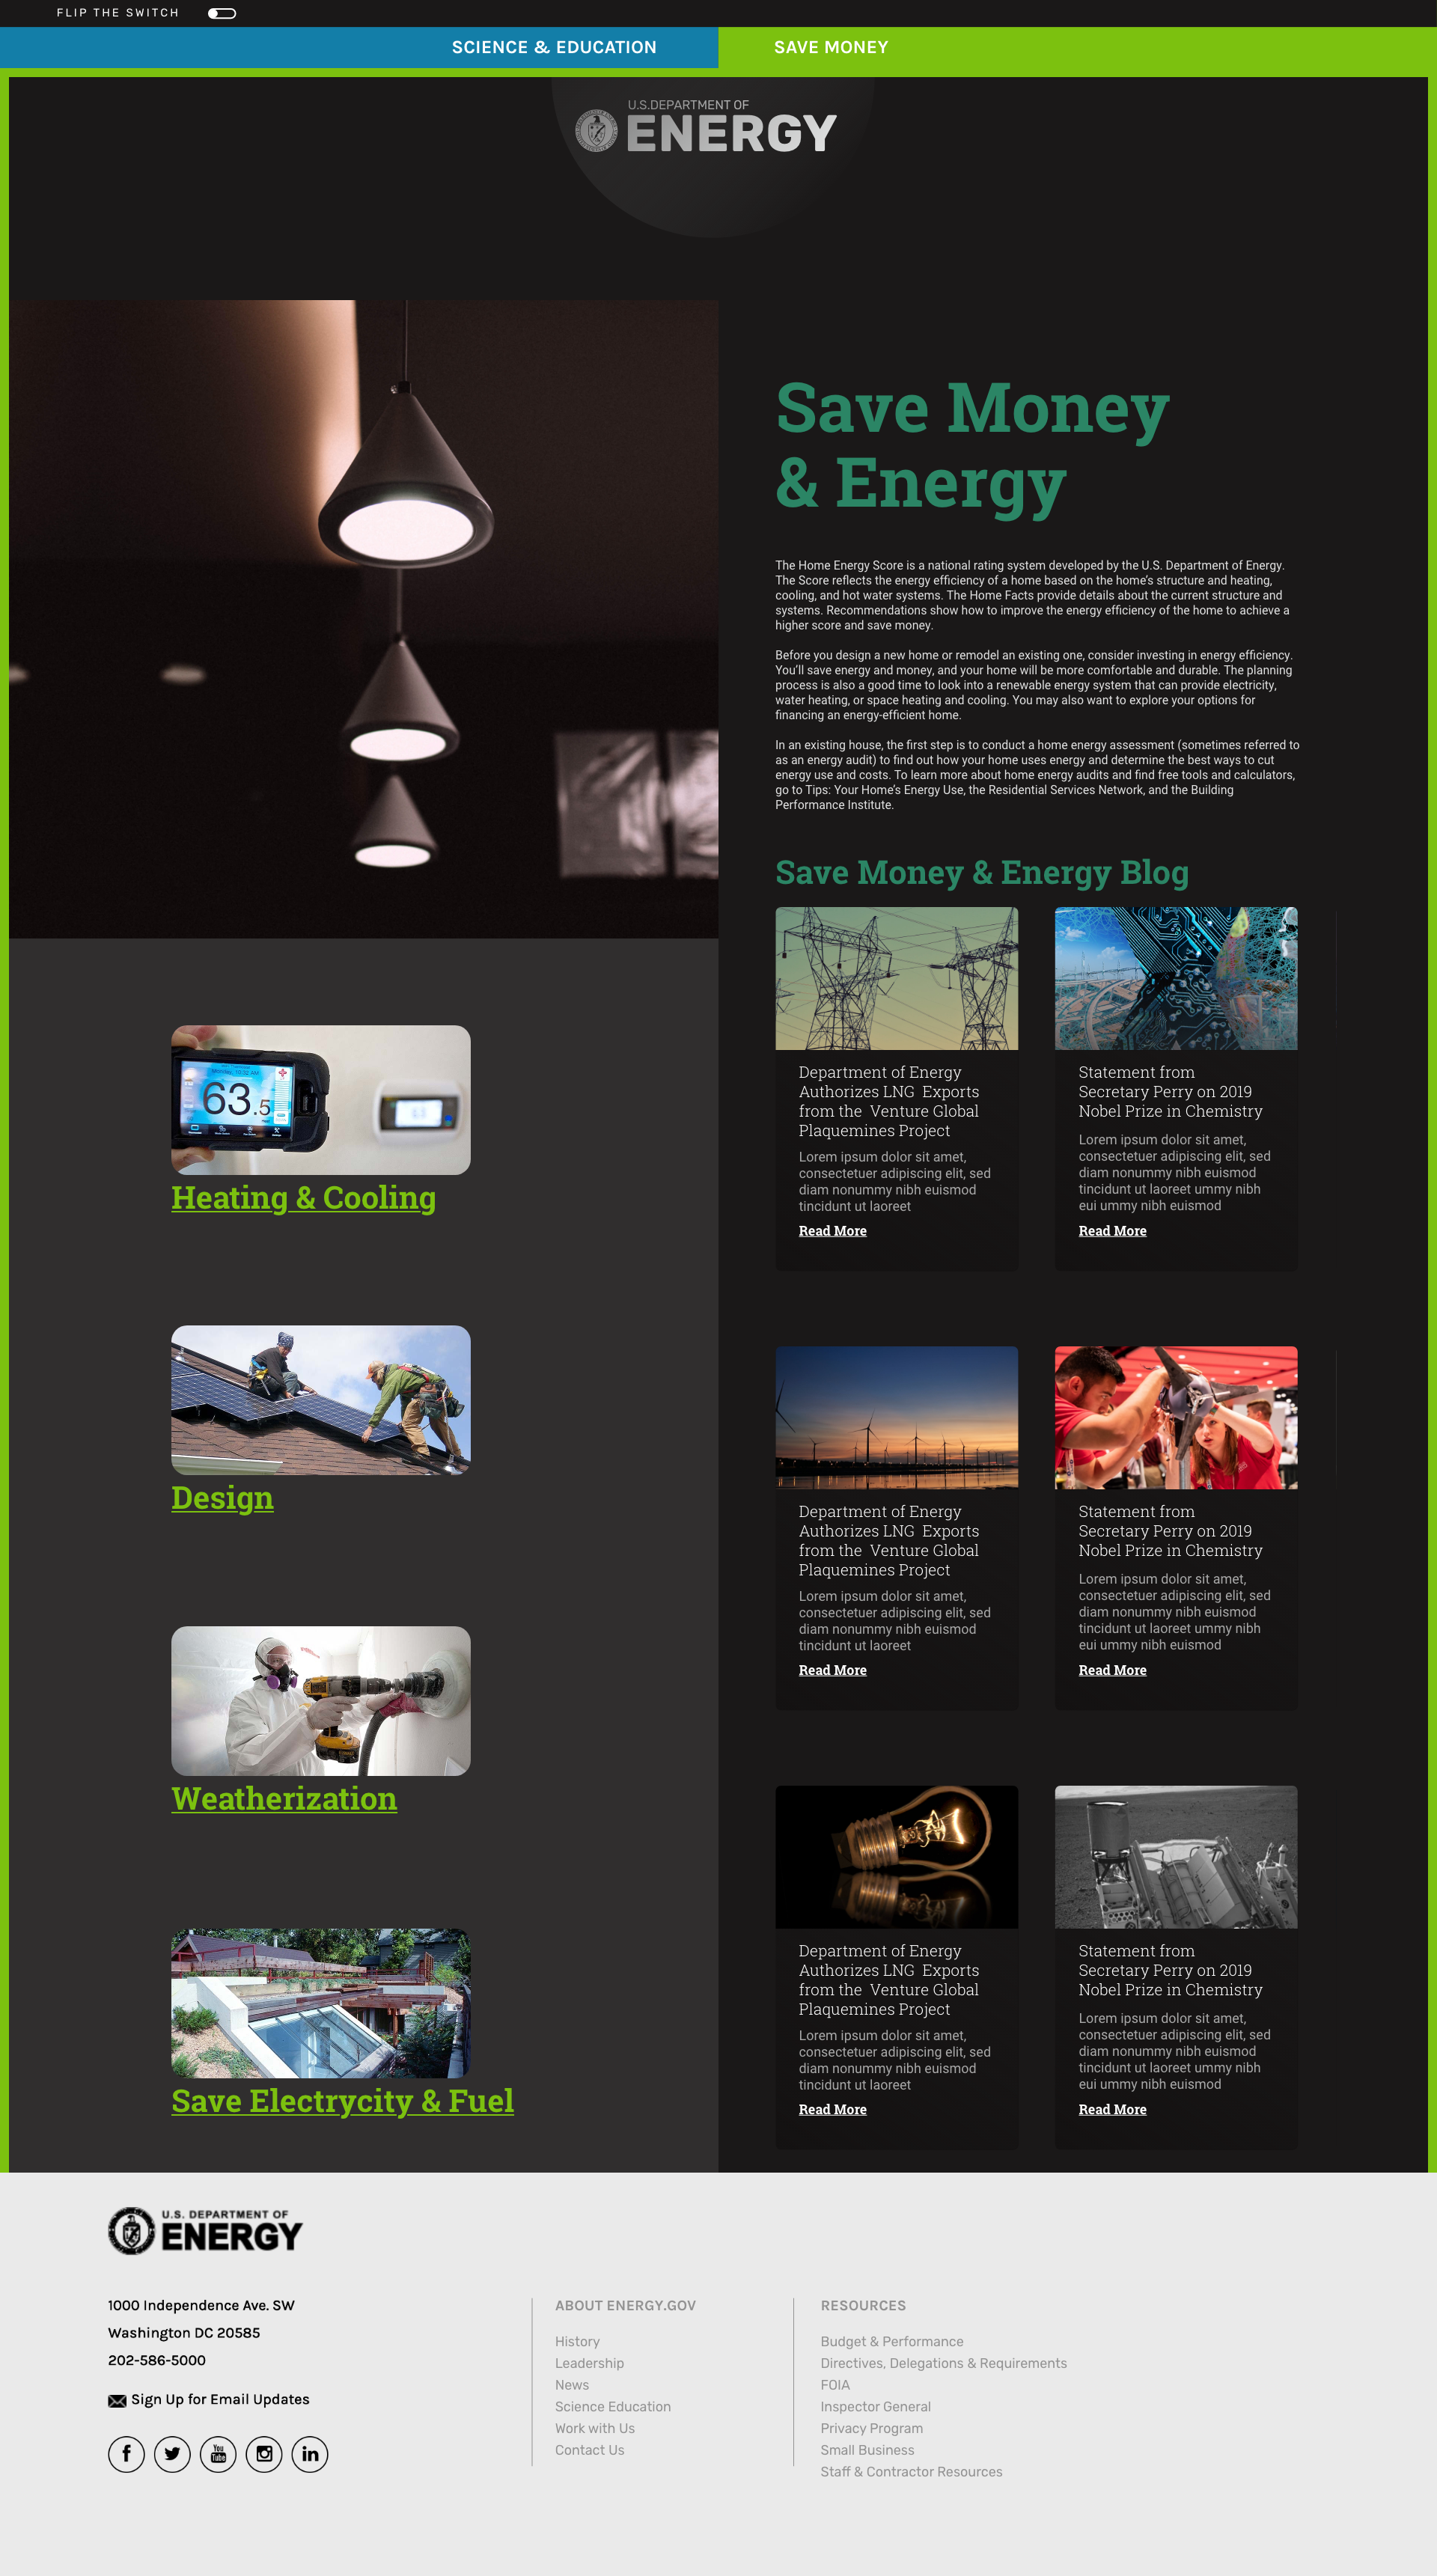 FLIP THE SWITCH
SCIENCE & EDUCATION
SAVE MONEY
U.S.DEPARTMENT OF
ENERGY
Save Money
& Energy
The Home Energy Score is a national rating system developed by the U.S. Department of Energy.
The Score reflects the energy efficiency of a home based on the home's structure and heating,
cooling, and hot water systems. The Home Facts provide details about the current structure and
systems. Recommendations show how to improve the energy efficiency of the home to achieve a
higher score and save money.
Before you design a new home or remodel an existing one, consider investing in energy efficiency.
You'll save energy and money, and your home will be more comfortable and durable. The planning
process is also a good time to look into a renewable energy system that can provide electricity,
water heating, or space heating and cooling. You may also want to explore your options for
financing an energy-efficient home.
In an existing house, the first step is to conduct a home energy assessment (sometimes referred to
as an energy audit) to find out how your home uses energy and determine the best ways to cut
energy use and costs. To learn more about home energy audits and find free tools and calculators,
go to Tips: Your Home's Energy Use, the Residential Services Network, and the Building
Performance Institute.
63.5
Heating & Cooling
Design
Weatherization
Save Electrycity & Fuel
Save Money & Energy Blog
Department of Energy
Authorizes LNG Exports
from the Venture Global
Plaquemines Project
Lorem ipsum dolor sit amet,
consectetuer adipiscing elit, sed
diam nonummy nibh euismod
tincidunt ut laoreet
Read More
Statement from
Secretary Perry on 2019
Nobel Prize in Chemistry
Lorem ipsum dolor sit amet,
consectetuer adipiscing elit, sed
diam nonummy nibh euismod
tincidunt ut laoreet ummy nibh
eui ummy nibh euismod
Read More
Department of Energy
Authorizes LNG Exports
from the Venture Global
Plaquemines Project
Lorem ipsum dolor sit amet,
consectetuer adipiscing elit, sed
diam nonummy nibh euismod
tincidunt ut laoreet
Read More
Statement from
Secretary Perry on 2019
Nobel Prize in Chemistry
Lorem ipsum dolor sit amet,
consectetuer adipiscing elit, sed
diam nonummy nibh euismod
tincidunt ut laoreet ummy nibh
eui ummy nibh euismod
Read More
Department of Energy
Authorizes LNG Exports
from the Venture Global
Plaquemines Project
Lorem ipsum dolor sit amet,
consectetuer adipiscing elit, sed
diam nonummy nibh euismod
tincidunt ut laoreet
Read More
Statement from
Secretary Perry on 2019
Nobel Prize in Chemistry
Lorem ipsum dolor sit amet,
consectetuer adipiscing elit, sed
diam nonummy nibh euismod
tincidunt ut laoreet ummy nibh
eui ummy nibh euismod
Read More
U.S. DEPARTMENT OF
ENERGY
1000 Independence Ave. SW
Washington DC 20585
202-586-5000
Sign Up for Email Updates
You
Tube
ABOUT ENERGY.GOV
History
Leadership
News
Science Education
Work with Us
Contact Us
RESOURCES
Budget & Performance
Directives, Delegations & Requirements
FOIA
Inspector General
Privacy Program
Small Business
Staff & Contractor Resources